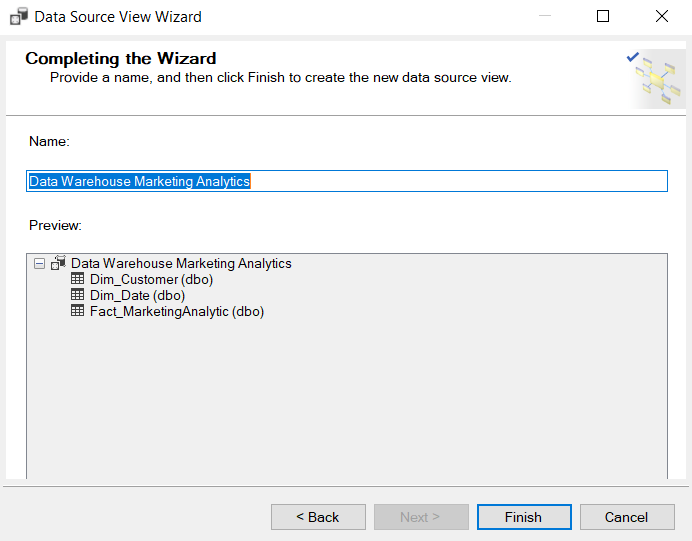 Data Source View Wizard
Completing the Wizard
Provide a name, and then click Finish to create the new data source view.
Name:
Data Warehouse Marketing Analytics
Preview:
Data Warehouse Marketing Analytics
Dim_Customer (dbo)
Dim_Date (dbo)
Fact_MarketingAnalytic (dbo)
< Back
Next >
Finish
Cancel